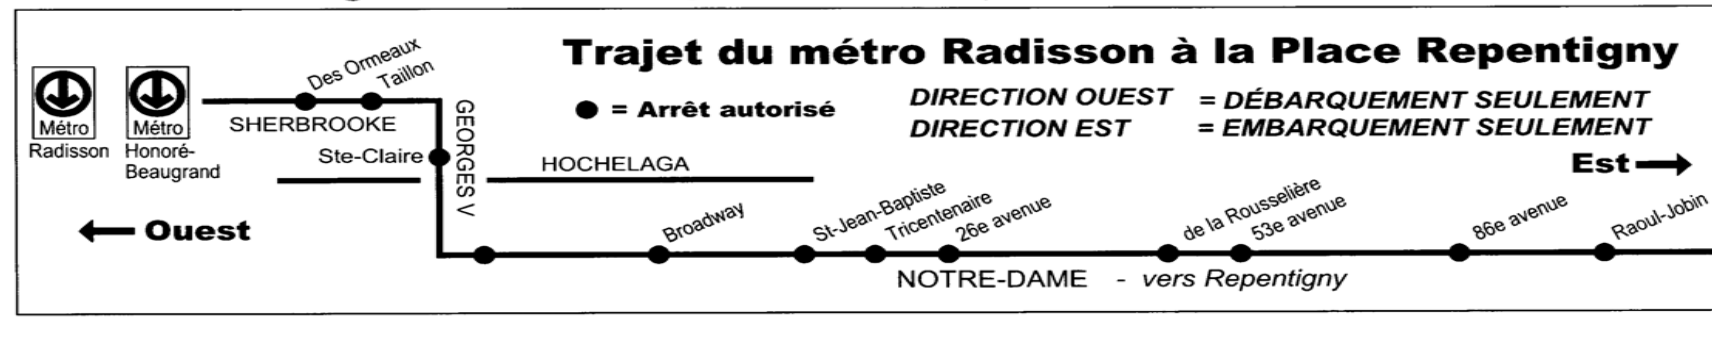 Trajet du métro Radisson à la Place Repentigny
● = Arrêt autorisé
DIRECTION OUEST = DÉBARQUEMENT SEULEMENT
DIRECTION EST = EMBARQUEMENT SEULEMENT
Est
Ouest
Métro
Radisson
Métro
Honoré-
Beaugrand
Des Ormeaux
Taillon
SHERBROOKE
Ste-Claire
GEORGES V
HOCHELAGA
Broadway
St-Jean-Baptiste
Tricentenaire
26e avenue
de la Rousselière
53e avenue
86e avenue
Raoul-Jobin
NOTRE-DAME - vers Repentigny